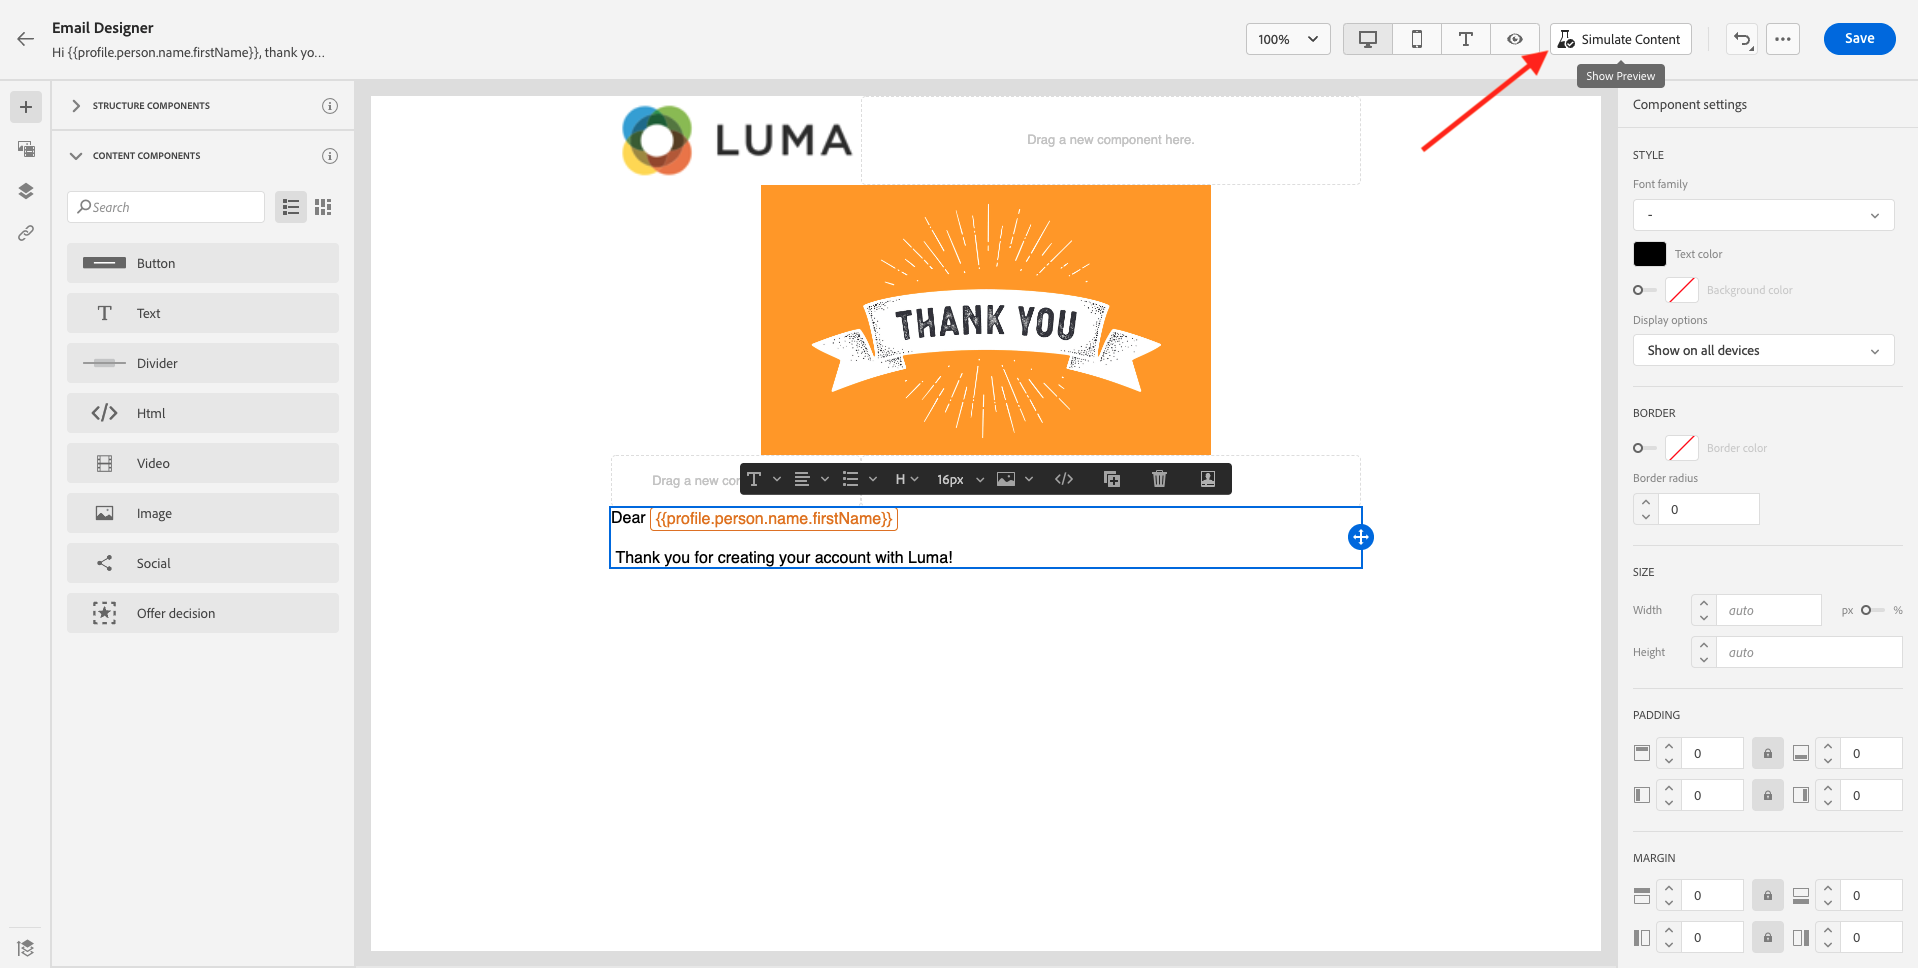 Email Designer
Hi {{profile.person.name.firstName}}, thank yo...
100%
Simulate Content
Save
Show Preview
STRUCTURE COMPONENTS
CONTENT COMPONENTS
Search
Button
Text
Divider
Html
Video
Image
Social
Offer decision
LUMA
Drag a new component here.
THANK YOU
Drag a new cor
H
16px
Dear {{profile.person.name.firstName}}
Thank you for creating your account with Luma!
Component settings
STYLE
Font family
-
Text color
Background color
Display options
Show on all devices
BORDER
Border color
Border radius
0
SIZE
Width
auto
px
%
Height
auto
PADDING
0
0
0
0
MARGIN
0
0
0
0